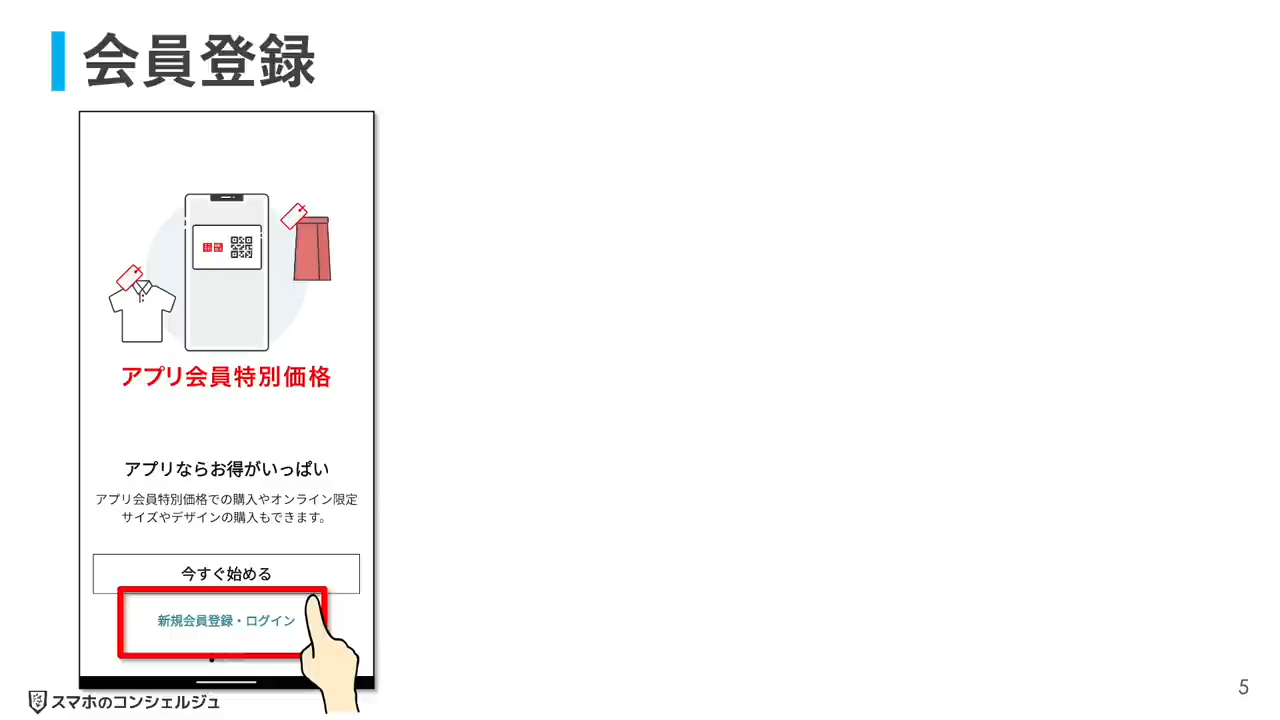 会員登録
アプリ会員特別価格
アプリならお得がいっぱい
アプリ会員特別価格での購入やオンライン限定
サイズやデザインの購入もできます。
今すぐ始める
新規会員登録・ログイン
スマホのコンシェルジュ
5